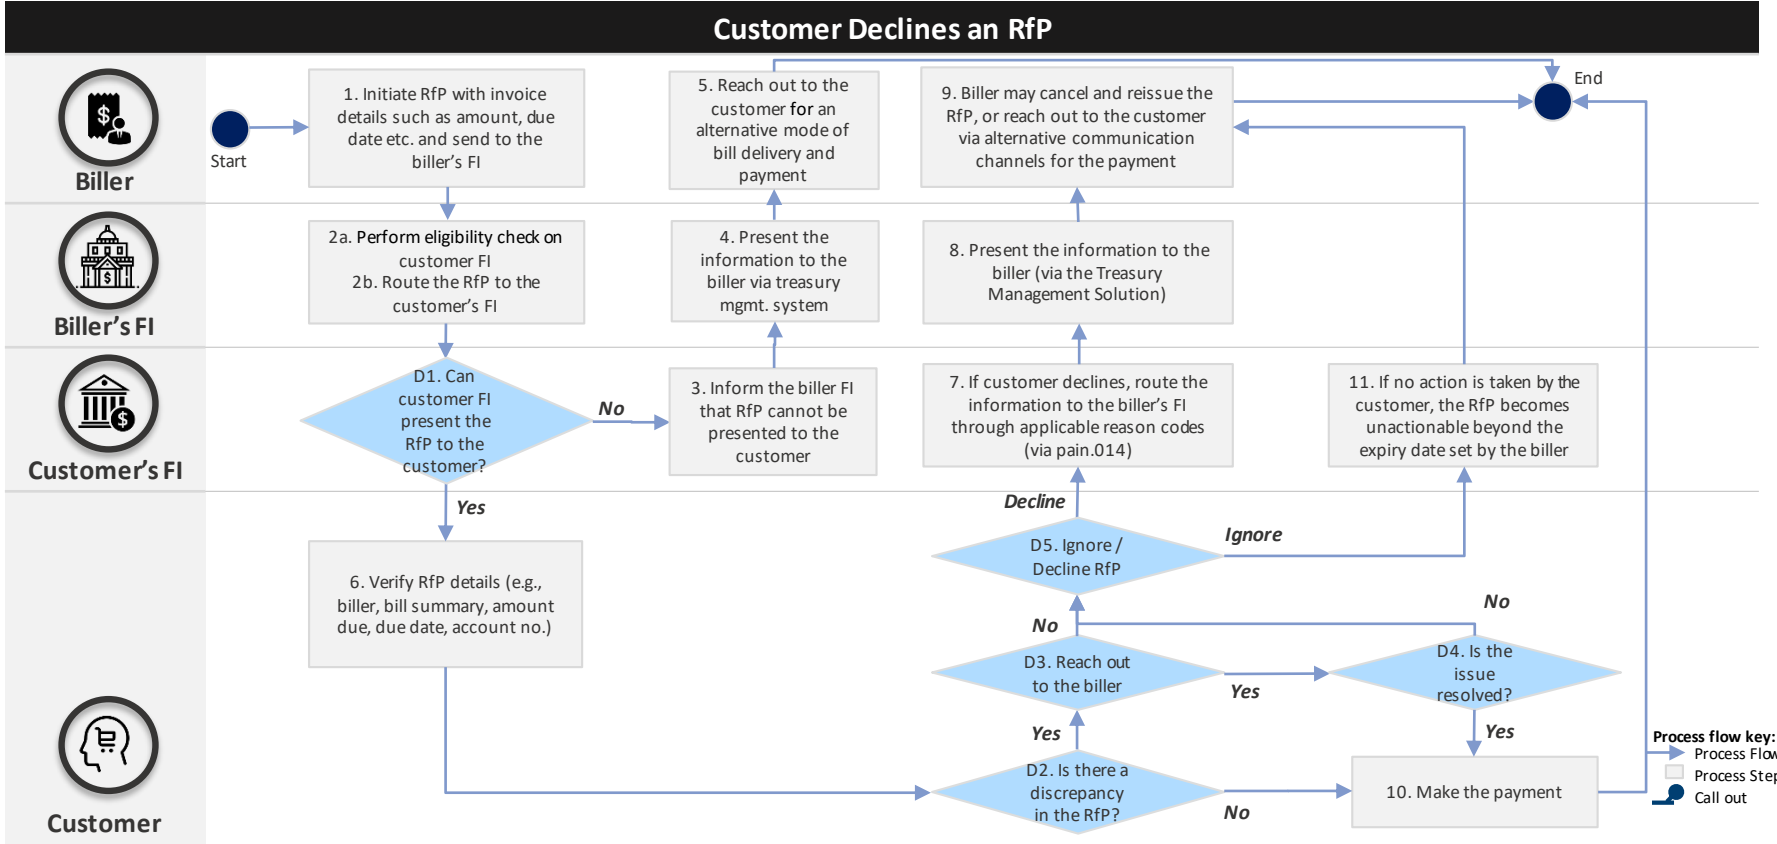 Customer Declines an RfP
Biller
Start
1. Initiate RfP with invoice
details such as amount, due
date etc. and send to the
biller's FI
5. Reach out to the
customer for an
alternative mode of
bill delivery and
payment
9. Biller may cancel and reissue the
RfP, or reach out to the customer
via alternative communication
channels for the payment
End
Biller's FI
2a. Perform eligibility check on
customer FI
2b. Route the RfP to the
customer's FI
4. Present the
information to the
biller via treasury
mgmt. system
8. Present the information to the
biller (via the Treasury
Management Solution)
Customer's FI
D1. Can
customer FI
present the
RfP to the
customer?
No
3. Inform the biller FI
that RfP cannot be
presented to the
customer
7. If customer declines, route the
information to the biller's FI
through applicable reason codes
(via pain.014)
11. If no action is taken by the
customer, the RfP becomes
unactionable beyond the
expiry date set by the biller
Customer
Yes
6. Verify RfP details (e.g.,
biller, bill summary, amount
due, due date, account no.)
Decline
D5. Ignore /
Decline RfP
Ignore
No
No
D3. Reach out
to the biller
Yes
D4. Is the
issue
resolved?
Yes
Yes
D2. Is there a
discrepancy
in the RfP?
No
10. Make the payment
Process flow key:
Process Flow
Process Step
Call out